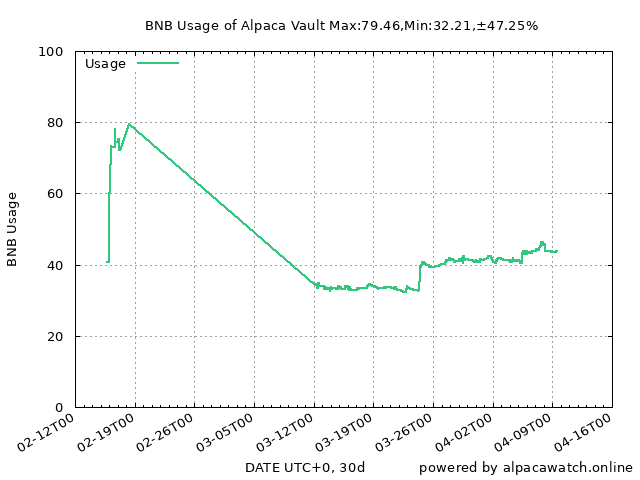 BNB Usage of Alpaca Vault Max:79.46,Min:32.21,±47.25%
Usage
BNB Usage
100
80
60
40
20
0
02-12T00
02-19T00
02-26T00
03-05T00
03-12T00
03-19T00
03-26T00
04-02T00
04-09T00
04-16T00
DATE UTC+0, 30d
powered by alpacawatch.online